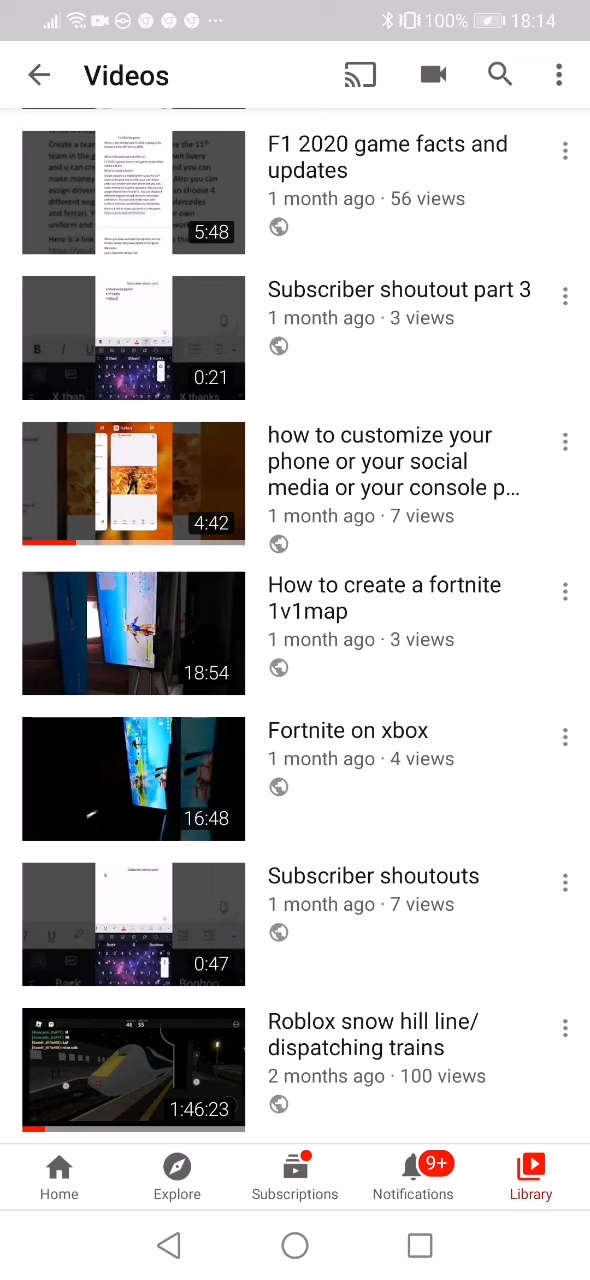 100% 18:14
Videos
F1 2020 game facts and
updates
1 month ago · 56 views
5:48
Subscriber shoutout part 3
1 month ago · 3 views
0:21
how to customize your
phone or your social
media or your console p...
1 month ago · 7 views
Gallery
4:42
How to create a fortnite
1v1map
1 month ago · 3 views
18:54
Fortnite on xbox
1 month ago · 4 views
16:48
Subscriber shoutouts
1 month ago · 7 views
0:47
Roblox snow hill line/
dispatching trains
2 months ago · 100 views
1:46:23
9+
Home Explore Subscriptions Notifications Library